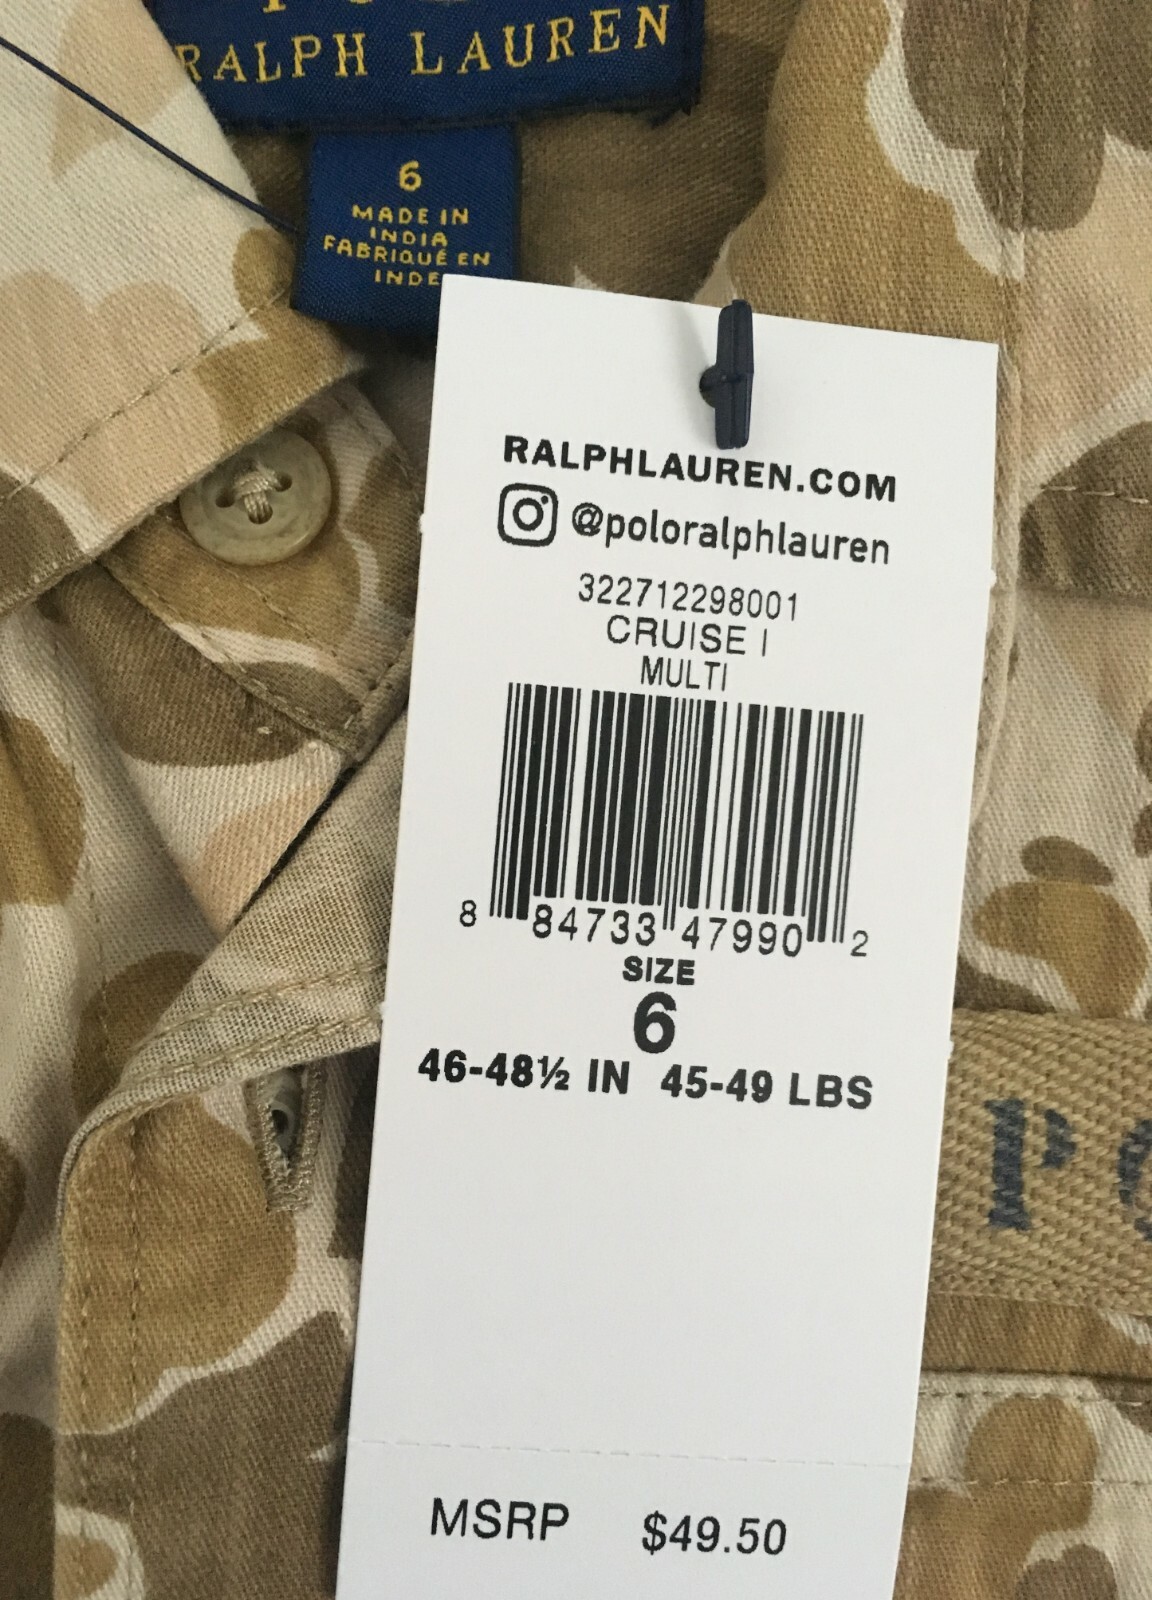 RALPH LAUREN
6
MADE IN
INDIA
FABRIQUÉ EN
INDE
RALPHLAUREN.COM
@poloralphlauren
322712298001
CRUISE I
MULTI
8 84733 47990 2
SIZE
6
46-48½ IN 45-49 LBS
MSRP $49.50